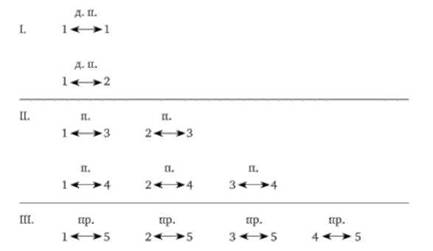 д. п.
I. 1 ⟷ 1
д. п.
1 ⟷ 2
II. п. п.
1 ⟷ 3 2 ⟷ 3
п. п. п.
1 ⟷ 4 2 ⟷ 4 3 ⟷ 4
III. пр. пр. пр. пр.
1 ⟷ 5 2 ⟷ 5 3 ⟷ 5 4 ⟷ 5